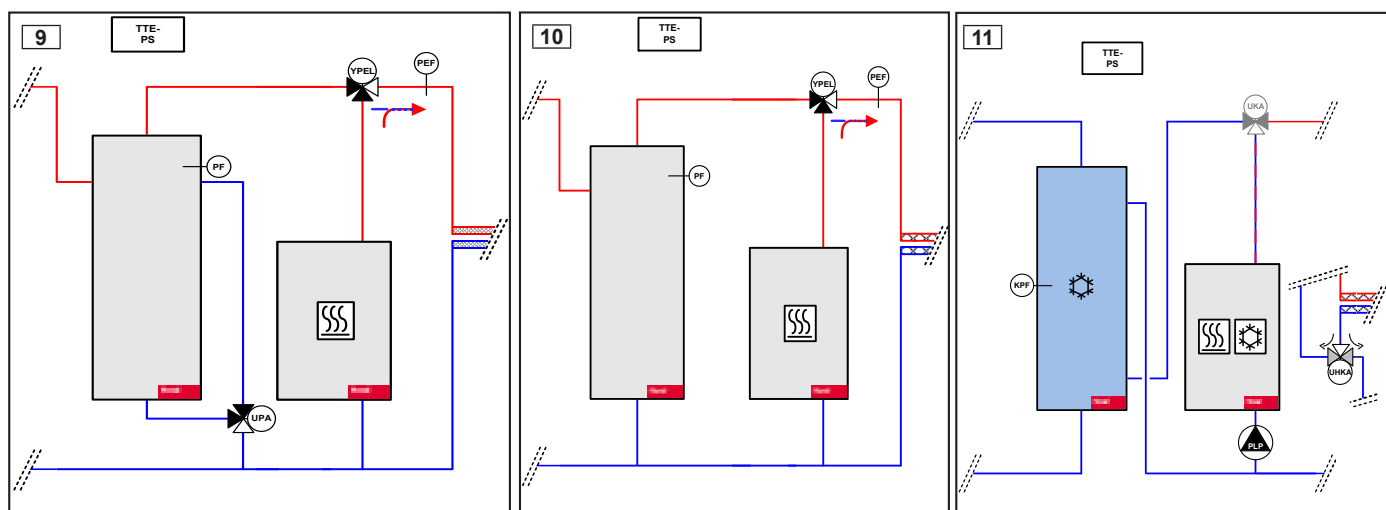 9
TTE-
PS
YPEL
PEF
PF
UPA
10
TTE-
PS
YPEL
PEF
PF
11
TTE-
PS
UKA
KPF
UHKA
PLP